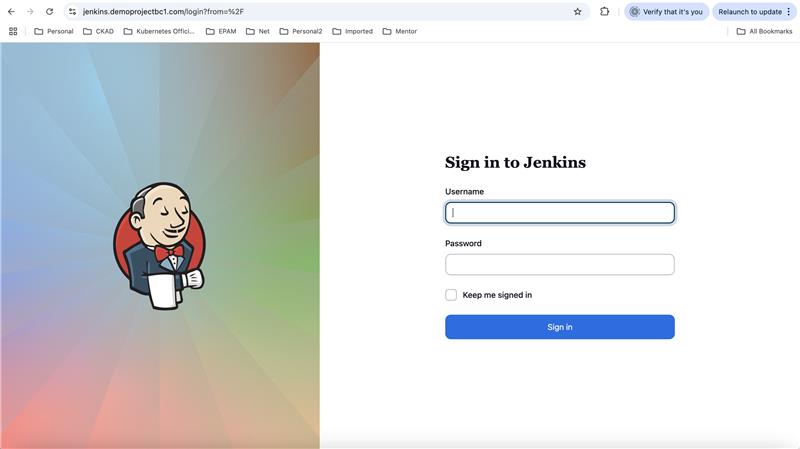 jenkins.demoprojectbc1.com/login?from=%2F
Verify that it's you
Relaunch to update
Personal
CKAD
Kubernetes Offici...
EPAM
Net
Personal2
Imported
Mentor
All Bookmarks
Sign in to Jenkins
Username
Password
Keep me signed in
Sign in